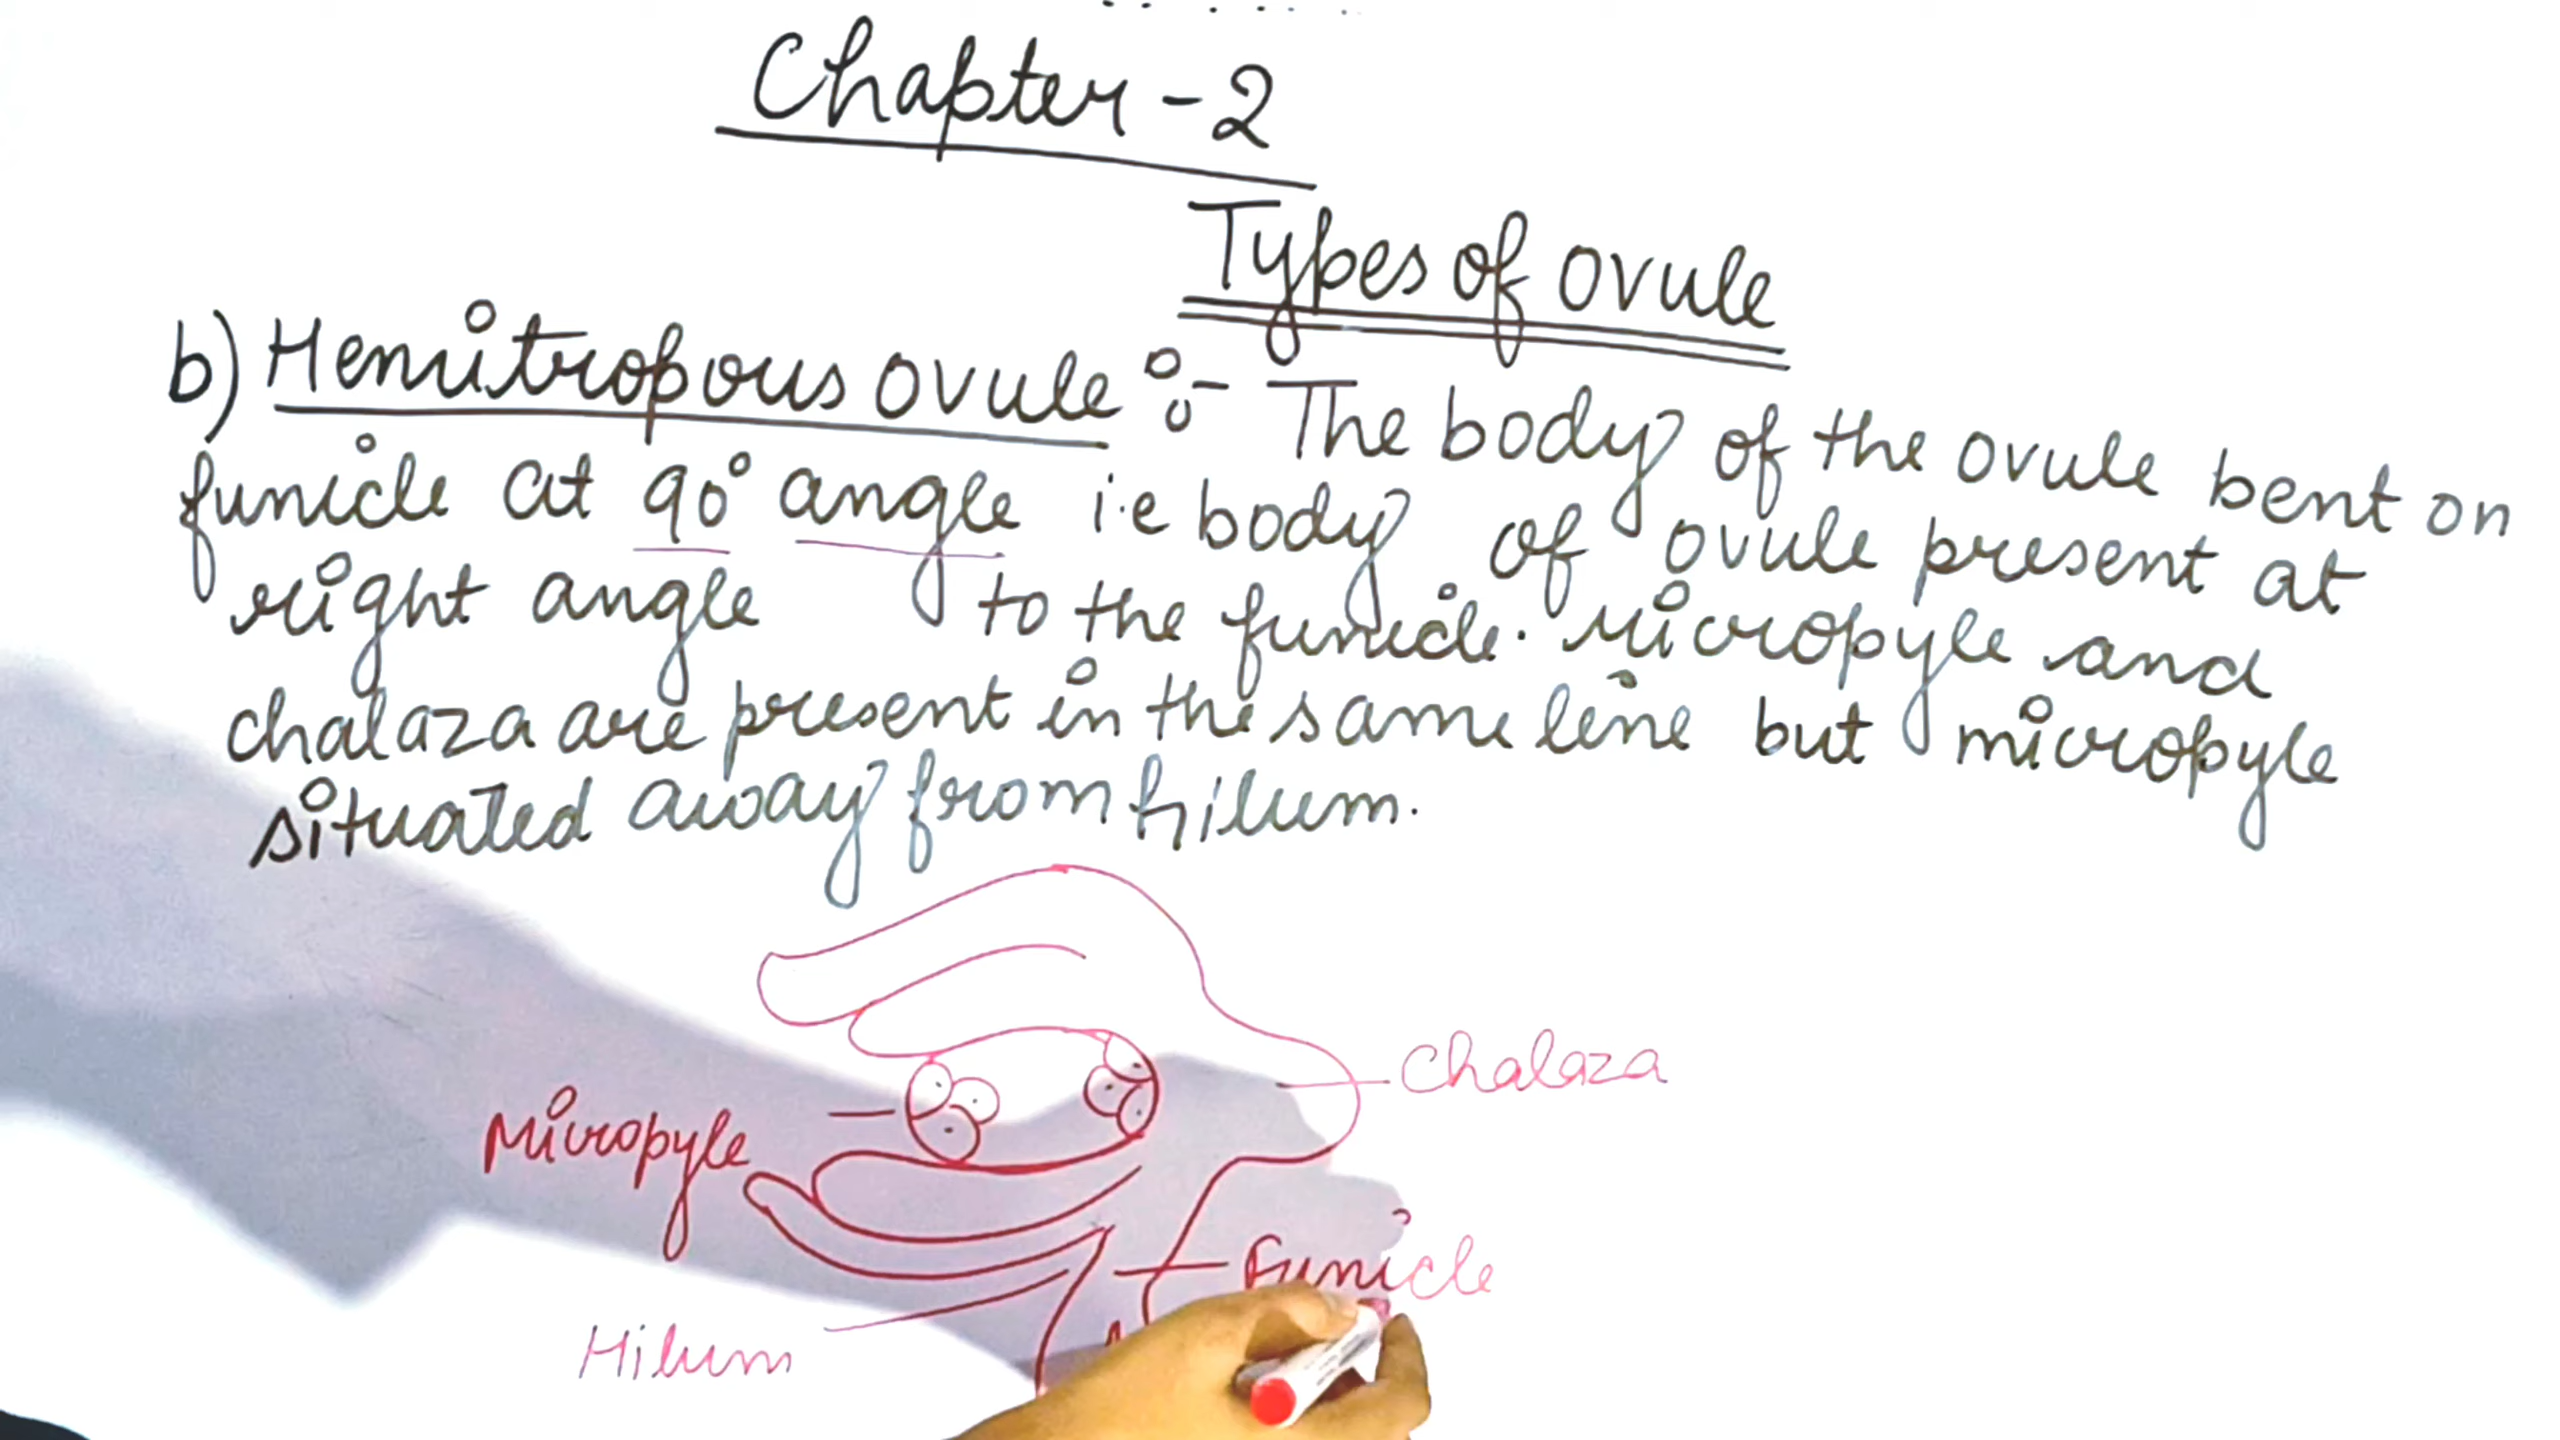 Chapter - 2
Types of ovule
b) Hemitropous ovule :- The body of the ovule bent on
funicle at 90° angle i.e body of ovule present at
right angle to the funicle. Micropyle and
chalaza are present in the same line but micropyle
situated away from hilum.
Chalaza
Micropyle
Funicle
Hilum